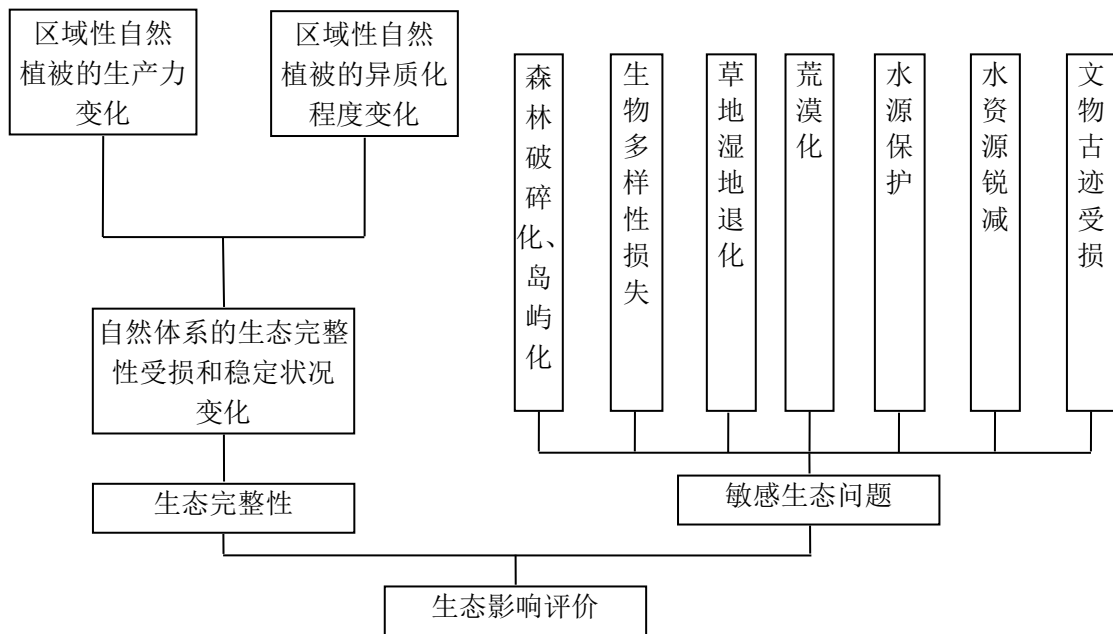 区域性自然
植被的生产力
变化
区域性自然
植被的异质化
程度变化
森林破碎化、岛屿化
生物多样性损失
草地湿地退化
荒漠化
水源保护
水资源锐减
文物古迹受损
自然体系的生态完整
性受损和稳定状况
变化
生态完整性
敏感生态问题
生态影响评价